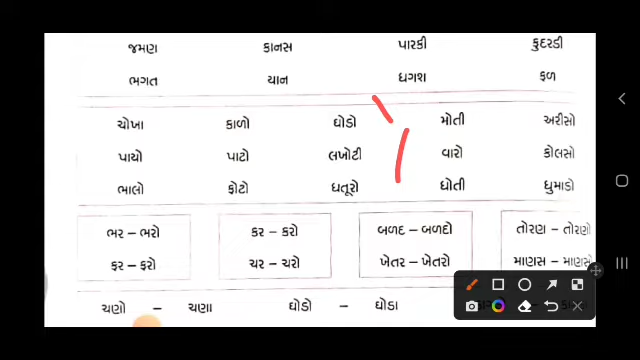 જમણ કાનસ પારકી કુદરડી
ભગત યાન ધગશ ફળ
ચોખા કાળો ઘોડો મોતી અરીસો
પાયો પાટો લખોટી વારો કોલસો
ભાલો ફોટો ધતૂરો ધોતી ધુમાડો
ભર – ભરો કર – કરો બળદ – બળદો તોરણ – તોરણો
ફર – ફરો ચર – ચરો ખેતર – ખેતરો માણસ – માણસો
ચણો – ચણા ઘોડો – ઘોડા